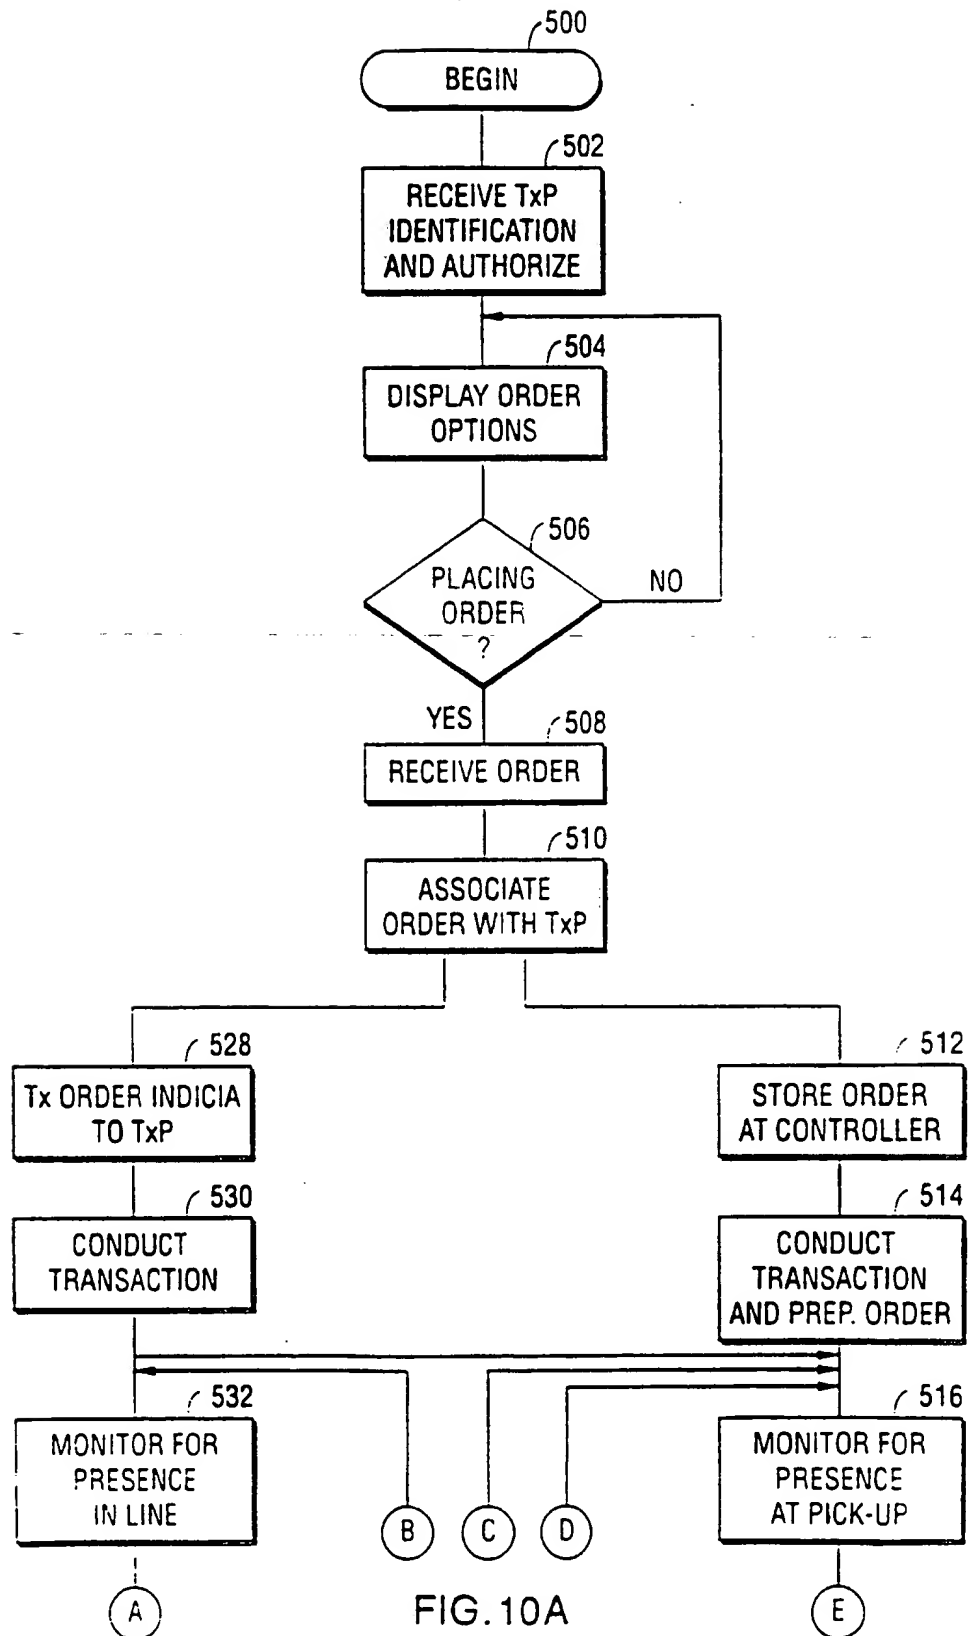 500
BEGIN
502
RECEIVE TxP
IDENTIFICATION
AND AUTHORIZE
504
DISPLAY ORDER
OPTIONS
506
PLACING
ORDER
?
NO
YES
508
RECEIVE ORDER
510
ASSOCIATE
ORDER WITH TxP
528
Tx ORDER INDICIA
TO TxP
512
STORE ORDER
AT CONTROLLER
530
CONDUCT
TRANSACTION
514
CONDUCT
TRANSACTION
AND PREP. ORDER
532
MONITOR FOR
PRESENCE
IN LINE
516
MONITOR FOR
PRESENCE
AT PICK-UP
B
C
D
A
E
FIG. 10A